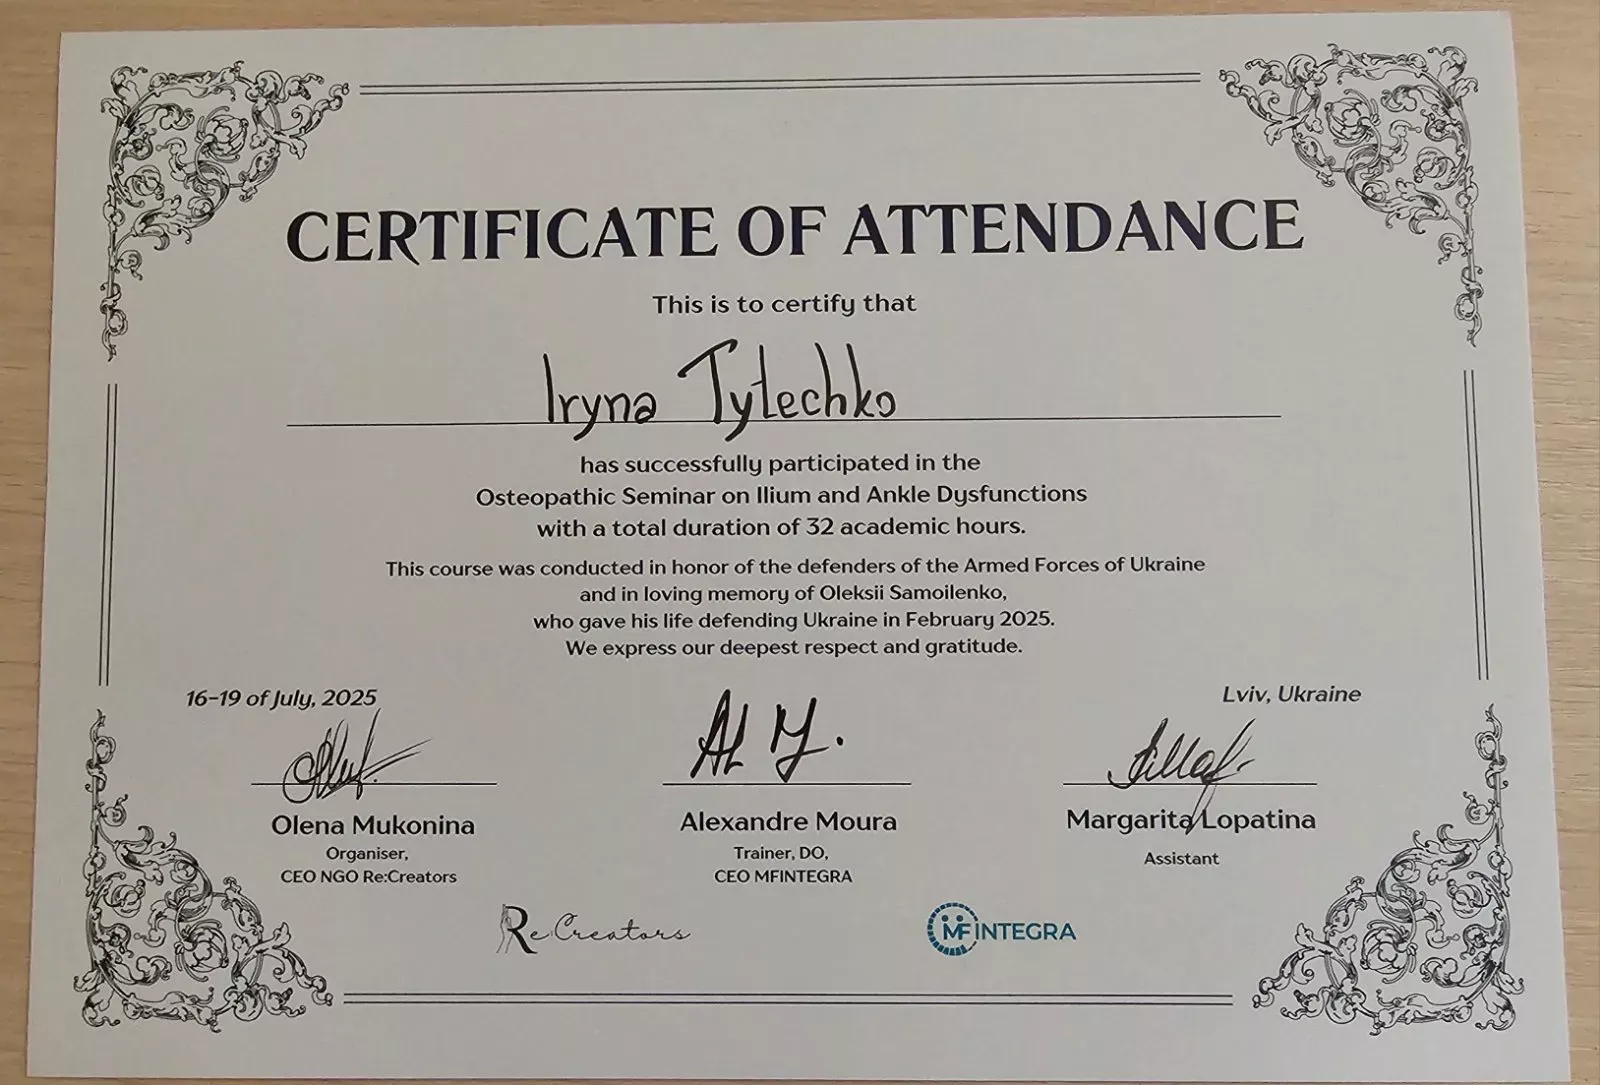 CERTIFICATE OF ATTENDANCE
This is to certify that
Iryna Tytechko
has successfully participated in the
Osteopathic Seminar on Ilium and Ankle Dysfunctions
with a total duration of 32 academic hours.
This course was conducted in honor of the defenders of the Armed Forces of Ukraine
and in loving memory of Oleksii Samoilenko,
who gave his life defending Ukraine in February 2025.
We express our deepest respect and gratitude.
16-19 of July, 2025
Lviv, Ukraine
Olena Mukonina
Organiser,
CEO NGO Re:Creators
Alexandre Moura
Trainer, DO,
CEO MFINTEGRA
Margarita Lopatina
Assistant
ReCreators
MFINTEGRA